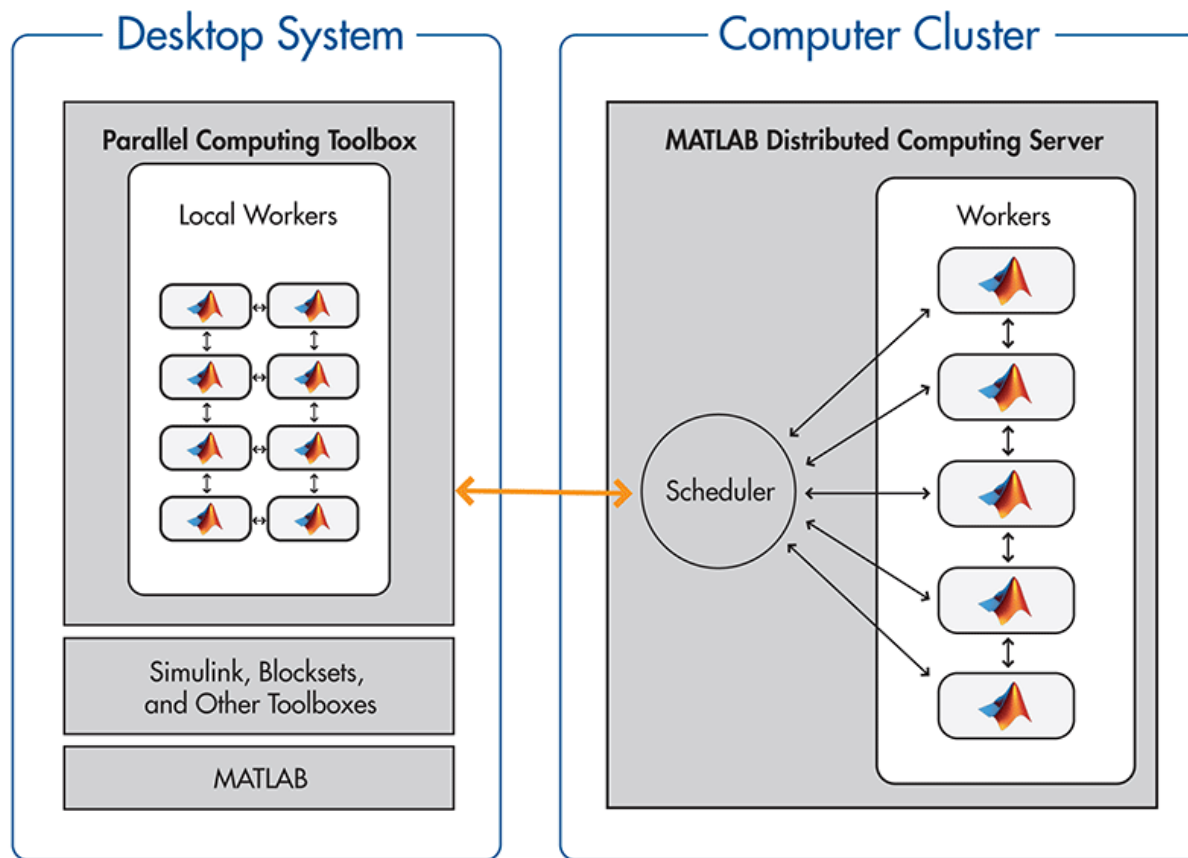 Desktop System
Parallel Computing Toolbox
Local Workers
Simulink, Blocksets,
and Other Toolboxes
MATLAB
Computer Cluster
MATLAB Distributed Computing Server
Workers
Scheduler